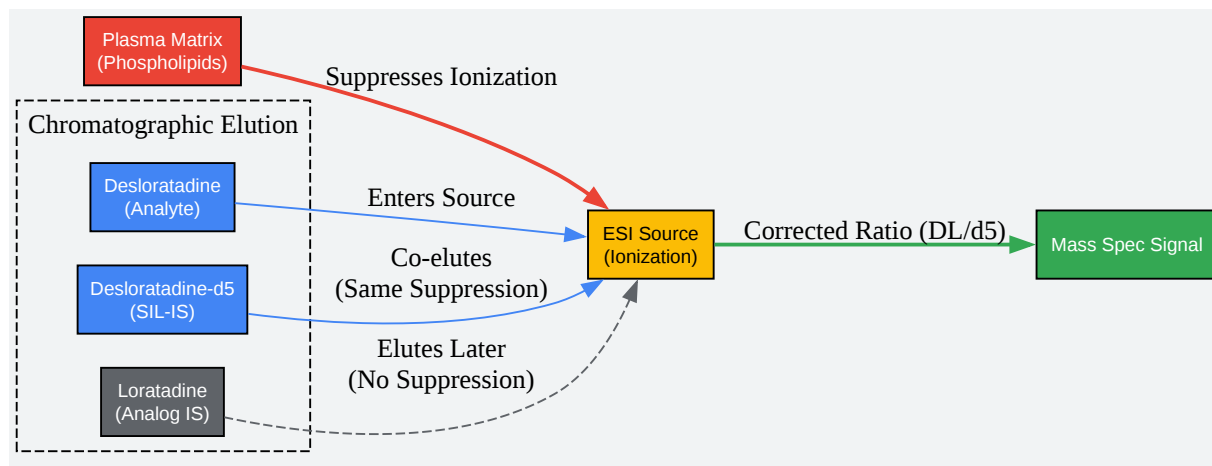 Plasma Matrix
(Phospholipids)
Suppresses Ionization
Chromatographic Elution
Desloratadine
(Analyte)
Enters Source
ESI Source
(Ionization)
Corrected Ratio (DL/d5)
Mass Spec Signal
Co-elutes
(Same Suppression)
Desloratadine-d5
(SIL-IS)
Elutes Later
(No Suppression)
Loratadine
(Analog IS)